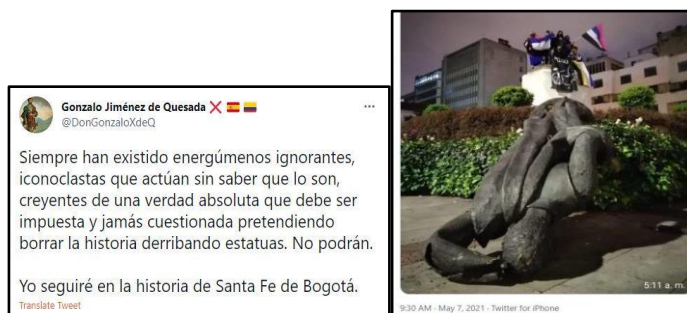 Gonzalo Jiménez de Quesada
@DonGonzaloXdeQ
Siempre han existido energúmenos ignorantes,
iconoclastas que actúan sin saber que lo son,
creyentes de una verdad absoluta que debe ser
impuesta y jamás cuestionada pretendiendo
borrar la historia derribando estatuas. No podrán.
Yo seguiré en la historia de Santa Fe de Bogotá.
Translate Tweet
5:11 a. m.
9:30 AM · May 7, 2021 · Twitter for iPhone